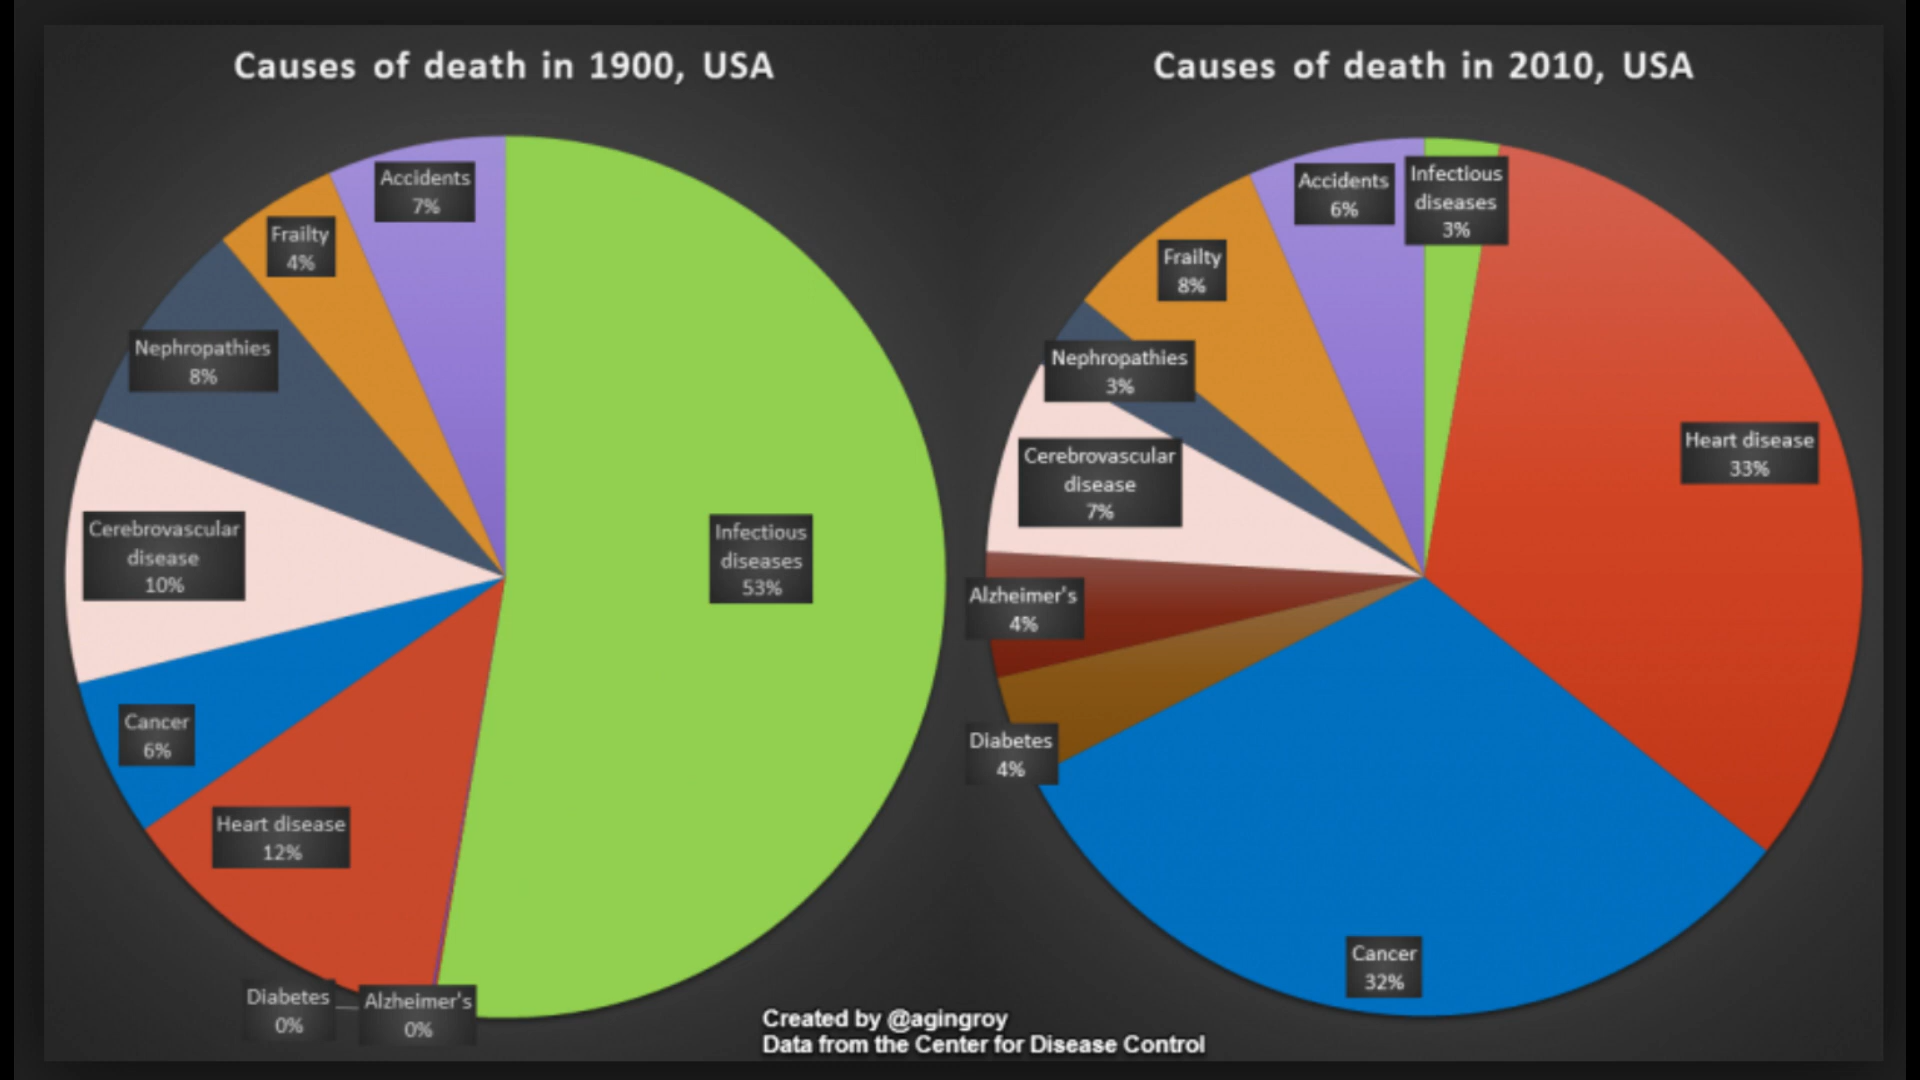 Causes of death in 1900, USA
Accidents
7%
Frailty
4%
Nephropathies
8%
Cerebrovascular
disease
10%
Infectious
diseases
53%
Cancer
6%
Heart disease
12%
Diabetes
0%
Alzheimer's
0%
Causes of death in 2010, USA
Accidents
6%
Infectious
diseases
3%
Frailty
8%
Nephropathies
3%
Heart disease
33%
Cerebrovascular
disease
7%
Alzheimer's
4%
Diabetes
4%
Cancer
32%
Created by @agingroy
Data from the Center for Disease Control